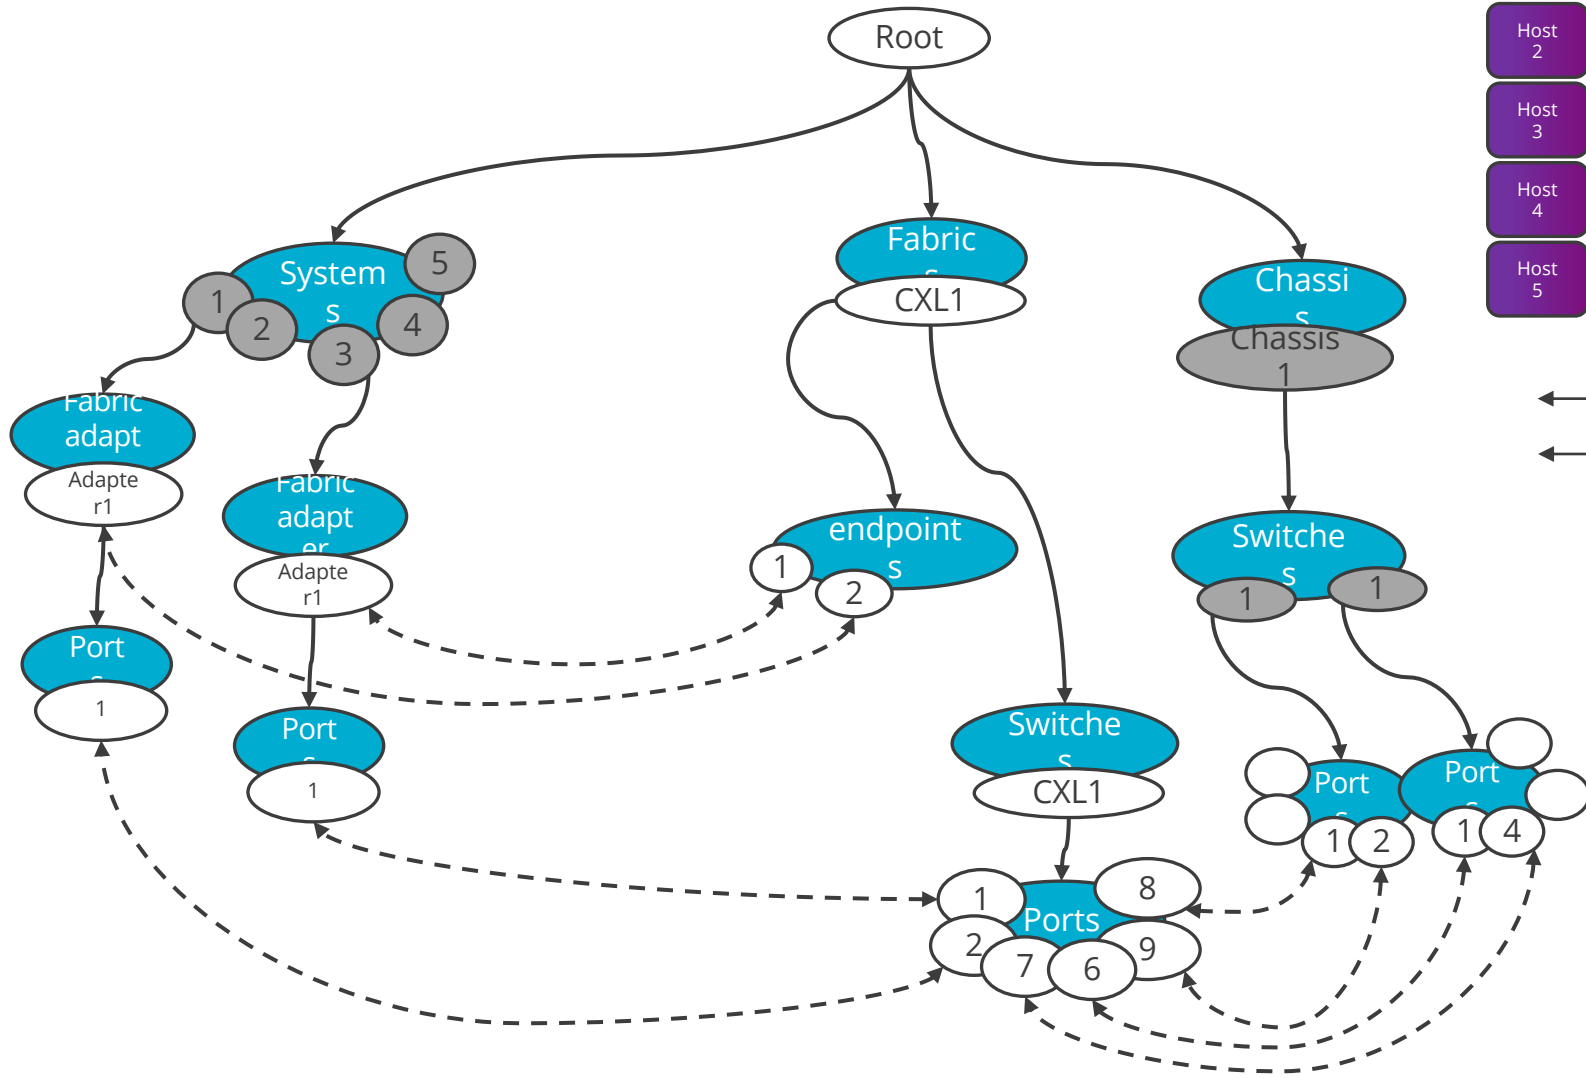 Root
Host
2
Host
3
Host
4
Host
5
System
s
1
2
3
4
5
Fabric
s
CXL1
Chassi
s
Chassis
1
Fabric
adapt
Adapte
r1
Fabric
adapt
er
Adapte
r1
endpoint
s
1
2
Switche
s
1
1
Port
s
1
Port
s
1
Switche
s
CXL1
Port
s
1
2
Port
s
1
4
Ports
1
2
7
6
9
8